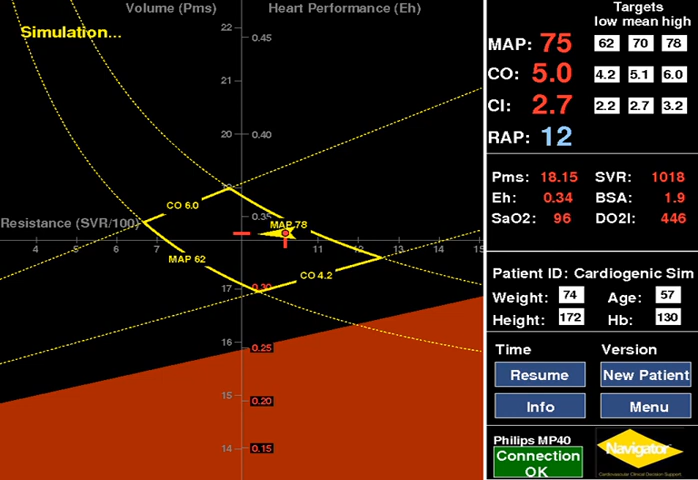 Volume (Pms)
Heart Performance (Eh)
Simulation...
22
0.45
21
20
0.40
CO 6.0
0.35
MAP 78
Resistance (SVR/100)
4
6
7
11
13
15
MAP 62
CO 4.2
17
0.30
16
0.25
15
0.20
14
0.15
Targets
low mean high
MAP: 75 62 70 78
CO: 5.0 4.2 5.1 6.0
CI: 2.7 2.2 2.7 3.2
RAP: 12
Pms: 18.15 SVR: 1018
Eh: 0.34 BSA: 1.9
SaO2: 96 DO2I: 446
Patient ID: Cardiogenic Sim
Weight: 74 Age: 57
Height: 172 Hb: 130
Time Version
Resume New Patient
Info Menu
Philips MP40
Connection
OK
Navigator
Cardiovascular Clinical Decision Support